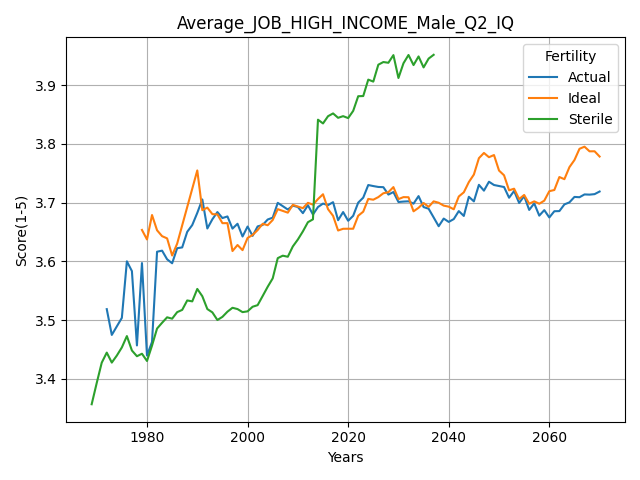 Average_JOB_HIGH_INCOME_Male_Q2_IQ
Fertility
Actual
Ideal
Sterile
Score(1-5)
3.9
3.8
3.7
3.6
3.5
3.4
1980 2000 2020 2040 2060
Years